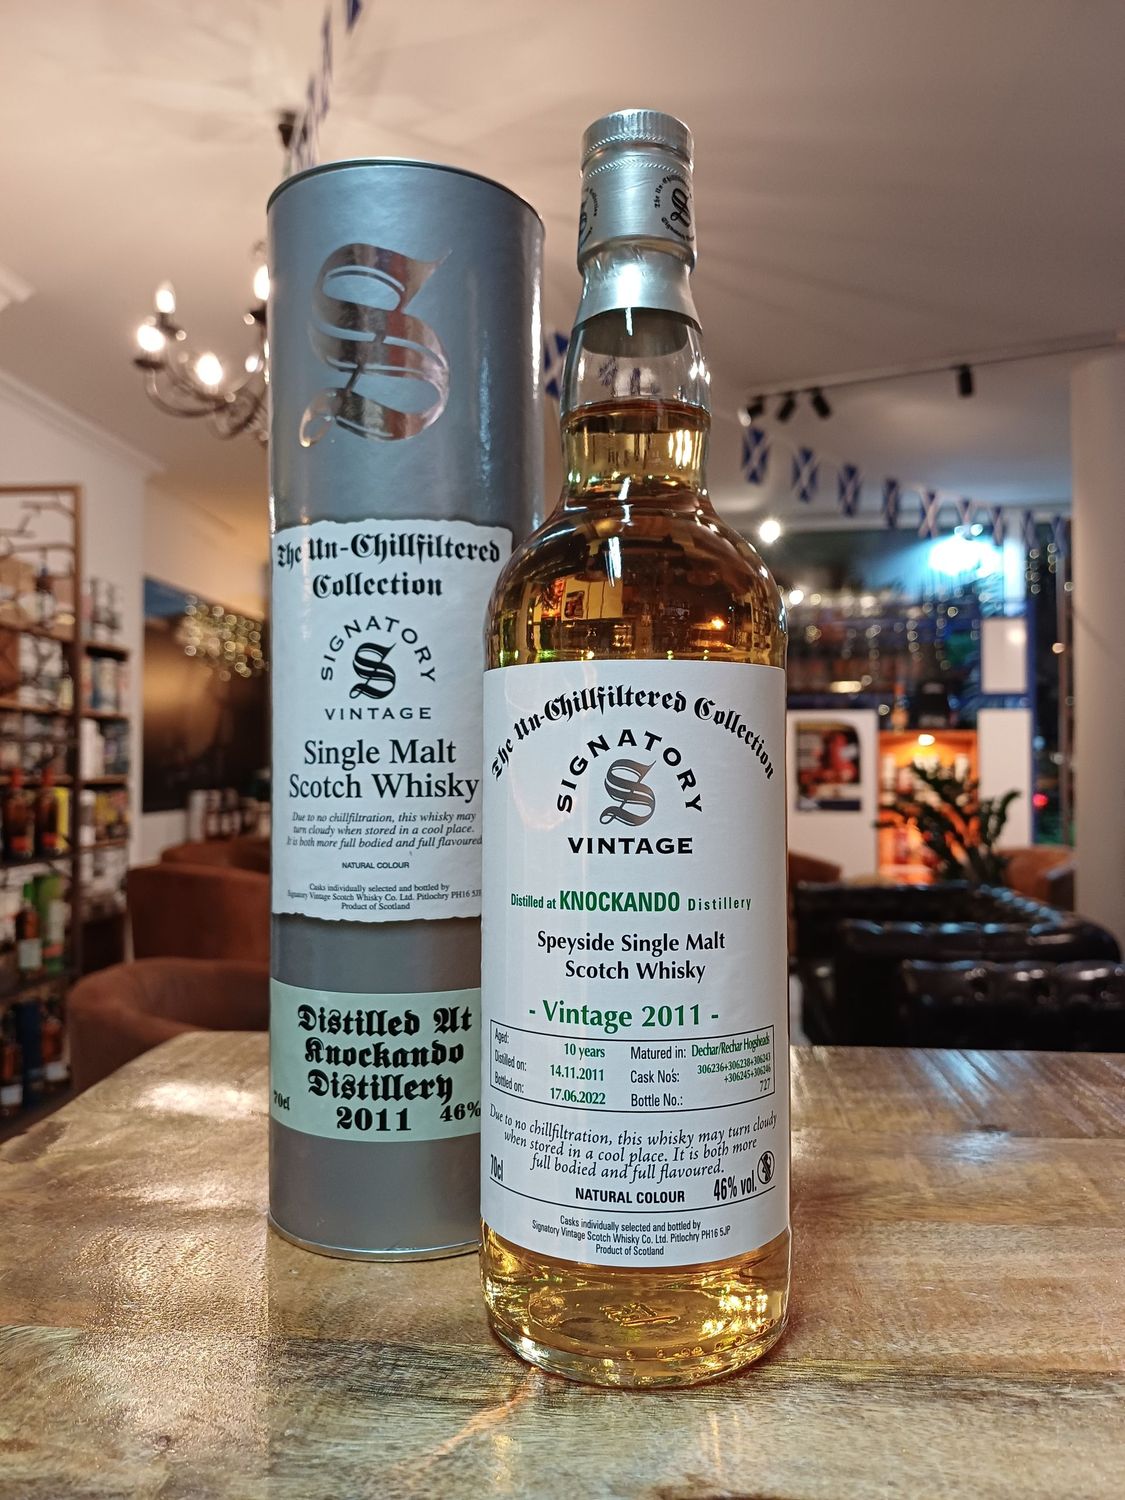 The Un-Chillfiltered
Collection
SIGNATORY
S
VINTAGE
Single Malt
Scotch Whisky
Due to no chillfiltration, this whisky may
turn cloudy when stored in a cool place.
It is both more full bodied and full flavoured
NATURAL COLOUR
Casks individually selected and bottled by
Signatory Vintage Scotch Whisky Co. Ltd. Pitlochry PH16 5JP
Product of Scotland
Distilled At
Knockando
Distillery
2011
70cl
46%
The Un-Chillfiltered Collection
SIGNATORY
S
VINTAGE
Distilled at KNOCKANDO Distillery
Speyside Single Malt
Scotch Whisky
- Vintage 2011 -
Aged: 10 years
Distilled on: 14.11.2011
Bottled on: 17.06.2022
Matured in: Dechar/Rechar Hogsheads
Cask No's: 306236+306238+306243
+306245+306246
Bottle No.: 727
Due to no chillfiltration, this whisky may turn cloudy
when stored in a cool place. It is both more
full bodied and full flavoured.
70cl
NATURAL COLOUR
46% vol.
Casks individually selected and bottled by
Signatory Vintage Scotch Whisky Co. Ltd. Pitlochry PH16 5JP
Product of Scotland